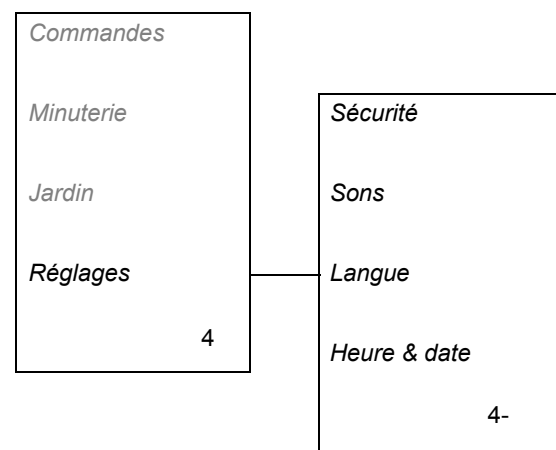 Commandes
Minuterie
Jardin
Réglages
4
Sécurité
Sons
Langue
Heure & date
4-